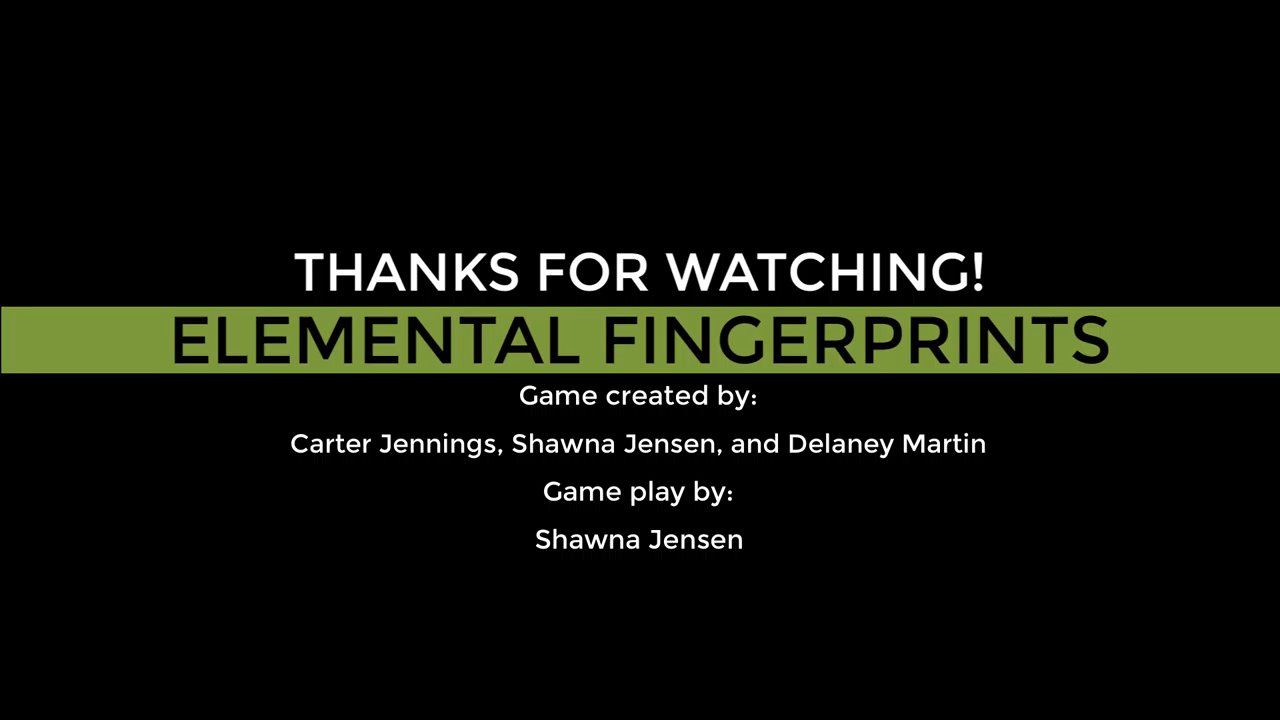 THANKS FOR WATCHING!
ELEMENTAL FINGERPRINTS
Game created by:
Carter Jennings, Shawna Jensen, and Delaney Martin
Game play by:
Shawna Jensen